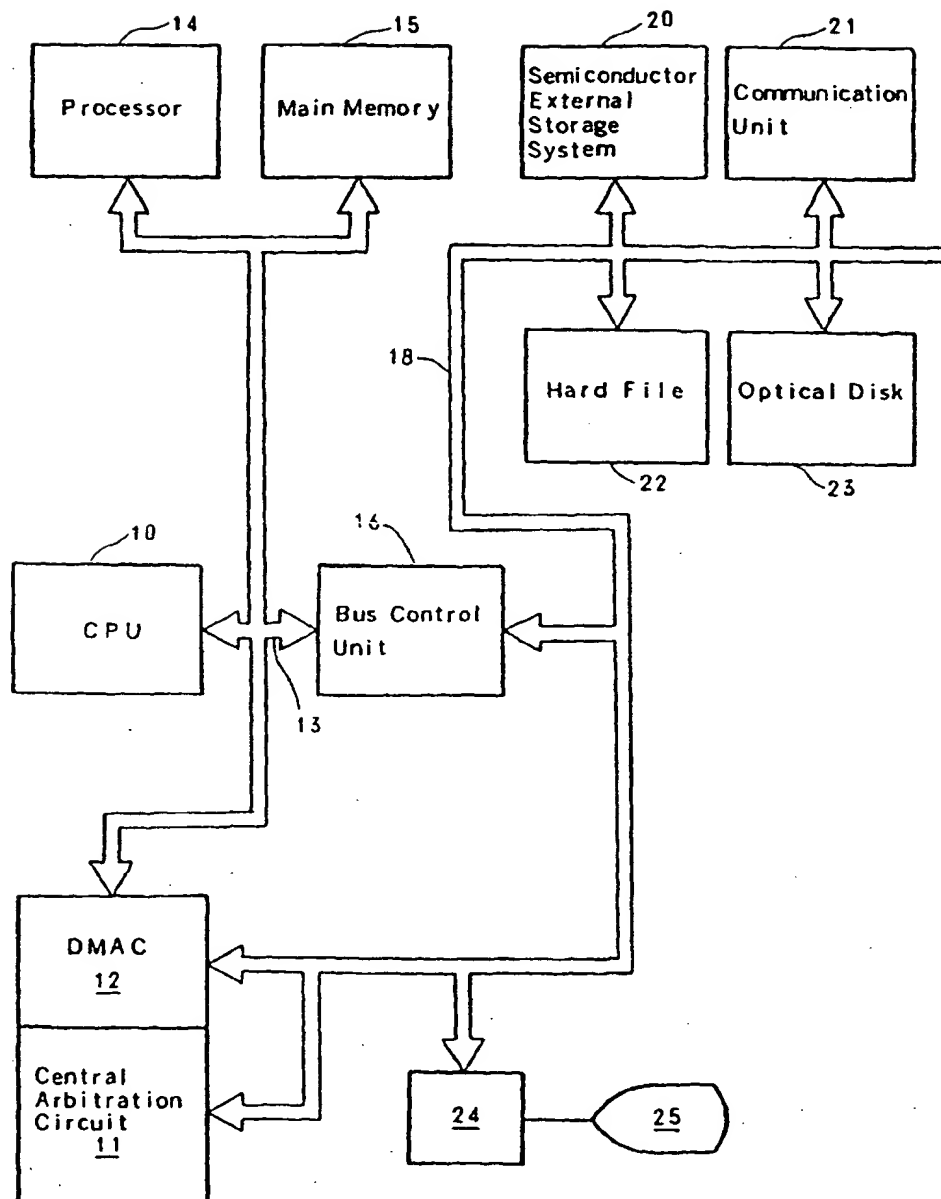 14
15
20
21
Processor
Main Memory
Semiconductor
External
Storage
System
Communication
Unit
18
Hard File
Optical Disk
22
23
10
16
CPU
Bus Control
Unit
13
DMAC
12
Central
Arbitration
Circuit
11
24
25